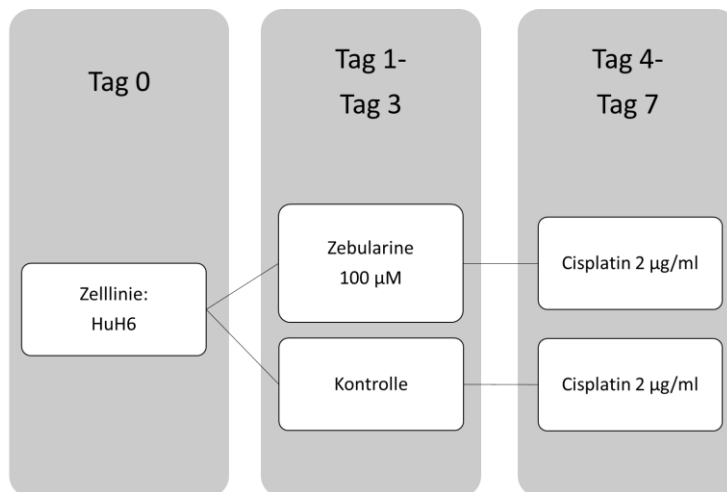 Tag 0
Tag 1-
Tag 3
Tag 4-
Tag 7
Zelllinie:
HuH6
Zebularine
100 µM
Kontrolle
Cisplatin 2 µg/ml
Cisplatin 2 µg/ml